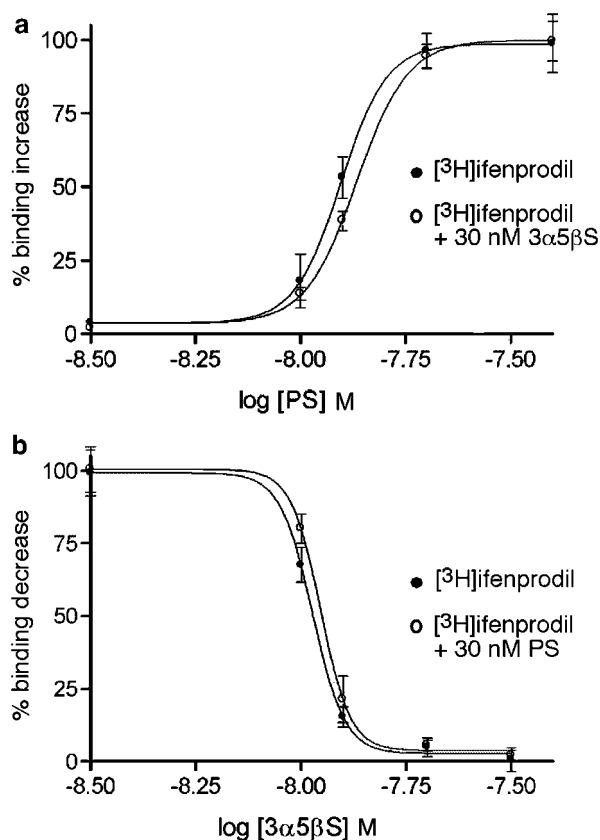 a
% binding increase
100
75
50
25
0
[³H]ifenprodil
[³H]ifenprodil
+ 30 nM 3α5βS
-8.50 -8.25 -8.00 -7.75 -7.50
log [PS] M
b
% binding decrease
100
75
50
25
0
[³H]ifenprodil
[³H]ifenprodil
+ 30 nM PS
-8.50 -8.25 -8.00 -7.75 -7.50
log [3α5βS] M